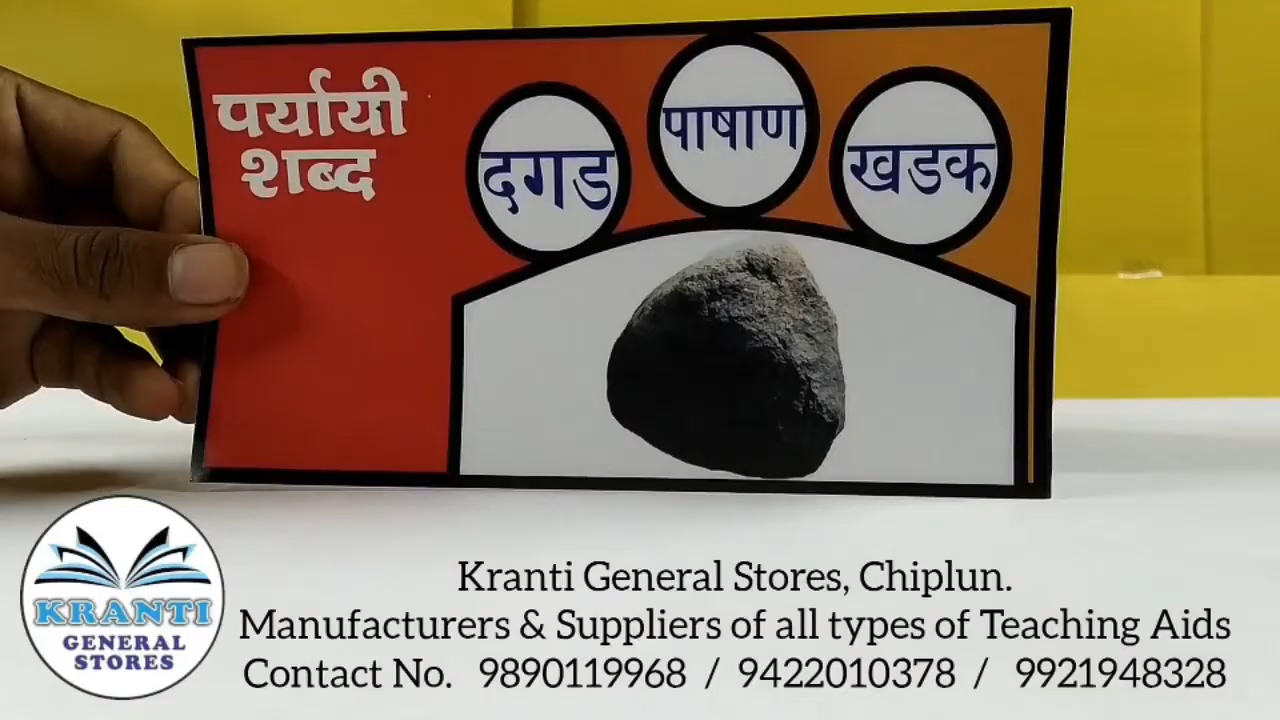 पर्यायी
शब्द
दगड
पाषाण
खडक
KRANTI
GENERAL
STORES
Kranti General Stores, Chiplun.
Manufacturers & Suppliers of all types of Teaching Aids
Contact No. 9890119968 / 9422010378 / 9921948328